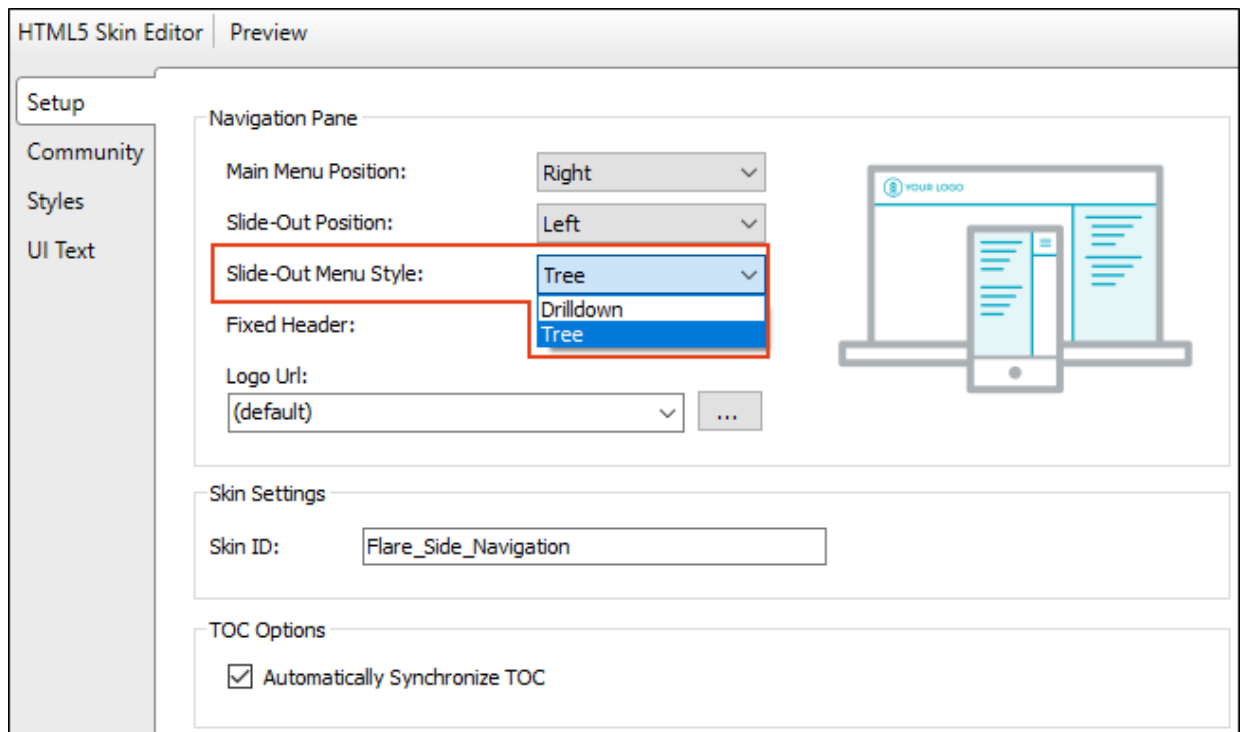 HTML5 Skin Editor Preview
Setup
Community
Styles
UI Text
Navigation Pane
Main Menu Position: Right
Slide-Out Position: Left
Slide-Out Menu Style: Tree
Drilldown
Tree
Fixed Header:
Logo Url:
(default) ...
YOUR LOGO
Skin Settings
Skin ID: Flare_Side_Navigation
TOC Options
Automatically Synchronize TOC